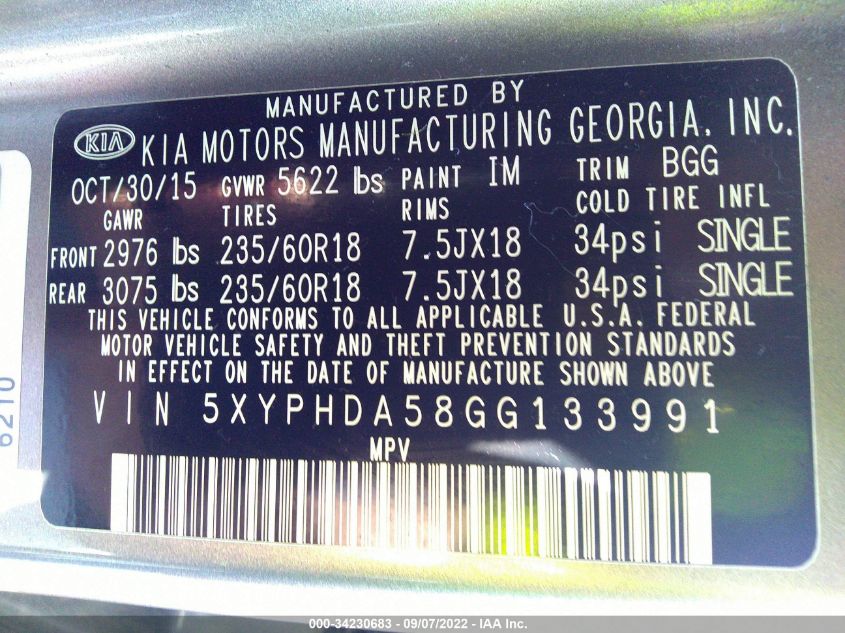 MANUFACTURED BY
KIA KIA MOTORS MANUFACTURING GEORGIA, INC.
OCT/30/15 GVWR 5622 lbs PAINT IM TRIM BGG
GAWR TIRES RIMS COLD TIRE INFL
FRONT 2976 lbs 235/60R18 7.5JX18 34psi SINGLE
REAR 3075 lbs 235/60R18 7.5JX18 34psi SINGLE
THIS VEHICLE CONFORMS TO ALL APPLICABLE U.S.A. FEDERAL
MOTOR VEHICLE SAFETY AND THEFT PREVENTION STANDARDS
IN EFFECT ON THE DATE OF MANUFACTURE SHOWN ABOVE
VIN 5XYPHDA58GG133991
MPV
6210
000-34230683 - 09/07/2022 - IAA Inc.